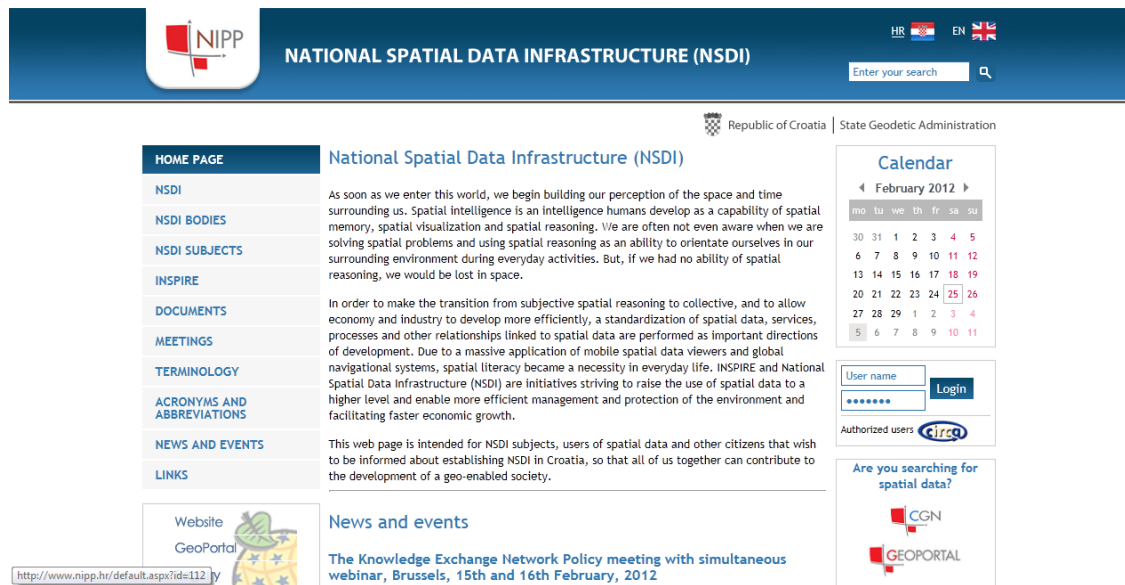 NIPP
NATIONAL SPATIAL DATA INFRASTRUCTURE (NSDI)
HR EN
Enter your search
Republic of Croatia | State Geodetic Administration
HOME PAGE
NSDI
NSDI BODIES
NSDI SUBJECTS
INSPIRE
DOCUMENTS
MEETINGS
TERMINOLOGY
ACRONYMS AND
ABBREVIATIONS
NEWS AND EVENTS
LINKS
Website
GeoPortal
http://www.nipp.hr/default.aspx?id=112
National Spatial Data Infrastructure (NSDI)
As soon as we enter this world, we begin building our perception of the space and time
surrounding us. Spatial intelligence is an intelligence humans develop as a capability of spatial
memory, spatial visualization and spatial reasoning. We are often not even aware when we are
solving spatial problems and using spatial reasoning as an ability to orientate ourselves in our
surrounding environment during everyday activities. But, if we had no ability of spatial
reasoning, we would be lost in space.
In order to make the transition from subjective spatial reasoning to collective, and to allow
economy and industry to develop more efficiently, a standardization of spatial data, services,
processes and other relationships linked to spatial data are performed as important directions
of development. Due to a massive application of mobile spatial data viewers and global
navigational systems, spatial literacy became a necessity in everyday life. INSPIRE and National
Spatial Data Infrastructure (NSDI) are initiatives striving to raise the use of spatial data to a
higher level and enable more efficient management and protection of the environment and
facilitating faster economic growth.
This web page is intended for NSDI subjects, users of spatial data and other citizens that wish
to be informed about establishing NSDI in Croatia, so that all of us together can contribute to
the development of a geo-enabled society.
News and events
The Knowledge Exchange Network Policy meeting with simultaneous
webinar, Brussels, 15th and 16th February, 2012
Calendar
February 2012
mo tu we th fr sa su
30 31 1 2 3 4 5
6 7 8 9 10 11 12
13 14 15 16 17 18 19
20 21 22 23 24 25 26
27 28 29 1 2 3 4
5 6 7 8 9 10 11
User name
Login
Authorized users circa
Are you searching for
spatial data?
CGN
GEOPORTAL